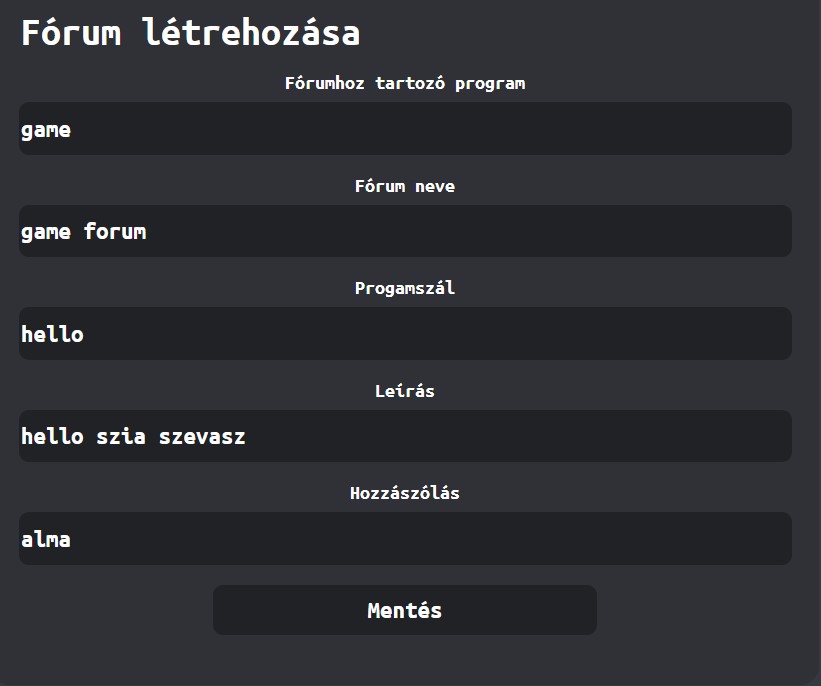 Fórum létrehozása
Fórumhoz tartozó program
game
Fórum neve
game forum
Progamszál
hello
Leírás
hello szia szevasz
Hozzászólás
alma
Mentés